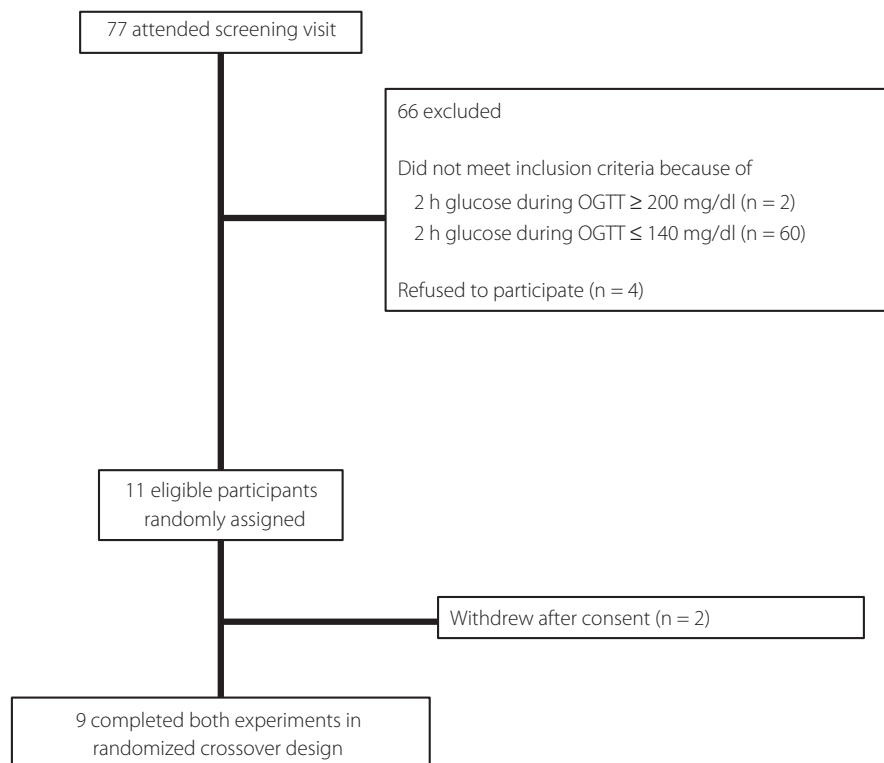 77 attended screening visit
66 excluded
Did not meet inclusion criteria because of
2 h glucose during OGTT ≥ 200 mg/dl (n = 2)
2 h glucose during OGTT ≤ 140 mg/dl (n = 60)
Refused to participate (n = 4)
11 eligible participants
randomly assigned
Withdrew after consent (n = 2)
9 completed both experiments in
randomized crossover design